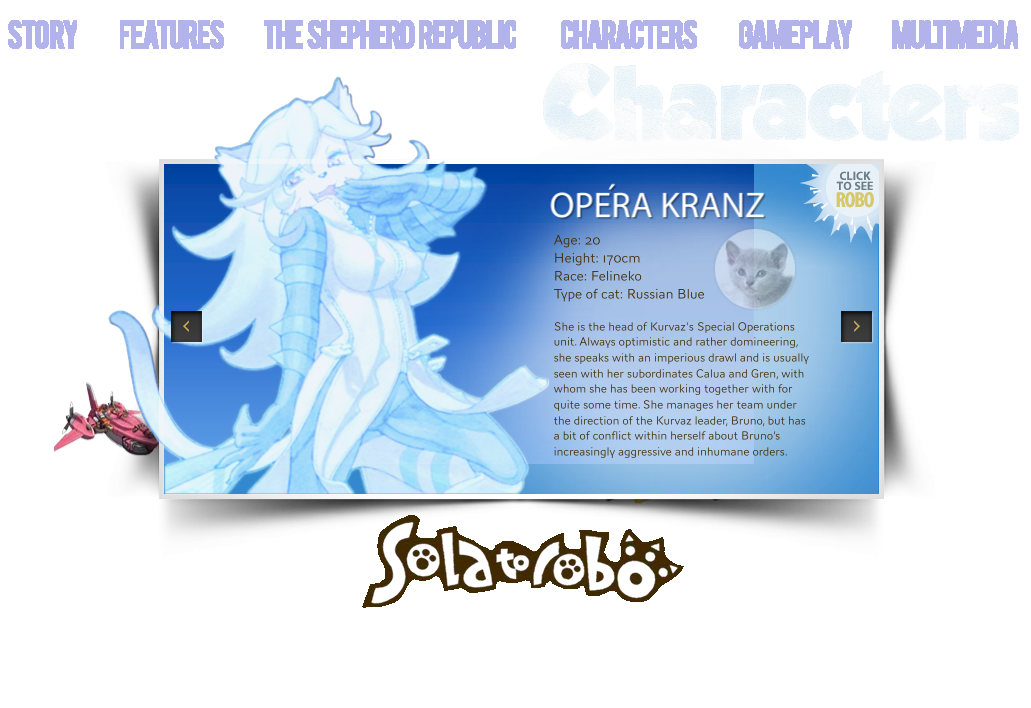 STORY FEATURES THE SHEPHERD REPUBLIC CHARACTERS GAMEPLAY MULTIMEDIA
Characters
CLICK
TO SEE
ROBO
OPÉRA KRANZ
Age: 20
Height: 170cm
Race: Felineko
Type of cat: Russian Blue
She is the head of Kurvaz's Special Operations
unit. Always optimistic and rather domineering,
she speaks with an imperious drawl and is usually
seen with her subordinates Calua and Gren, with
whom she has been working together with for
quite some time. She manages her team under
the direction of the Kurvaz leader, Bruno, but has
a bit of conflict within herself about Bruno's
increasingly aggressive and inhumane orders.
Solatorobo